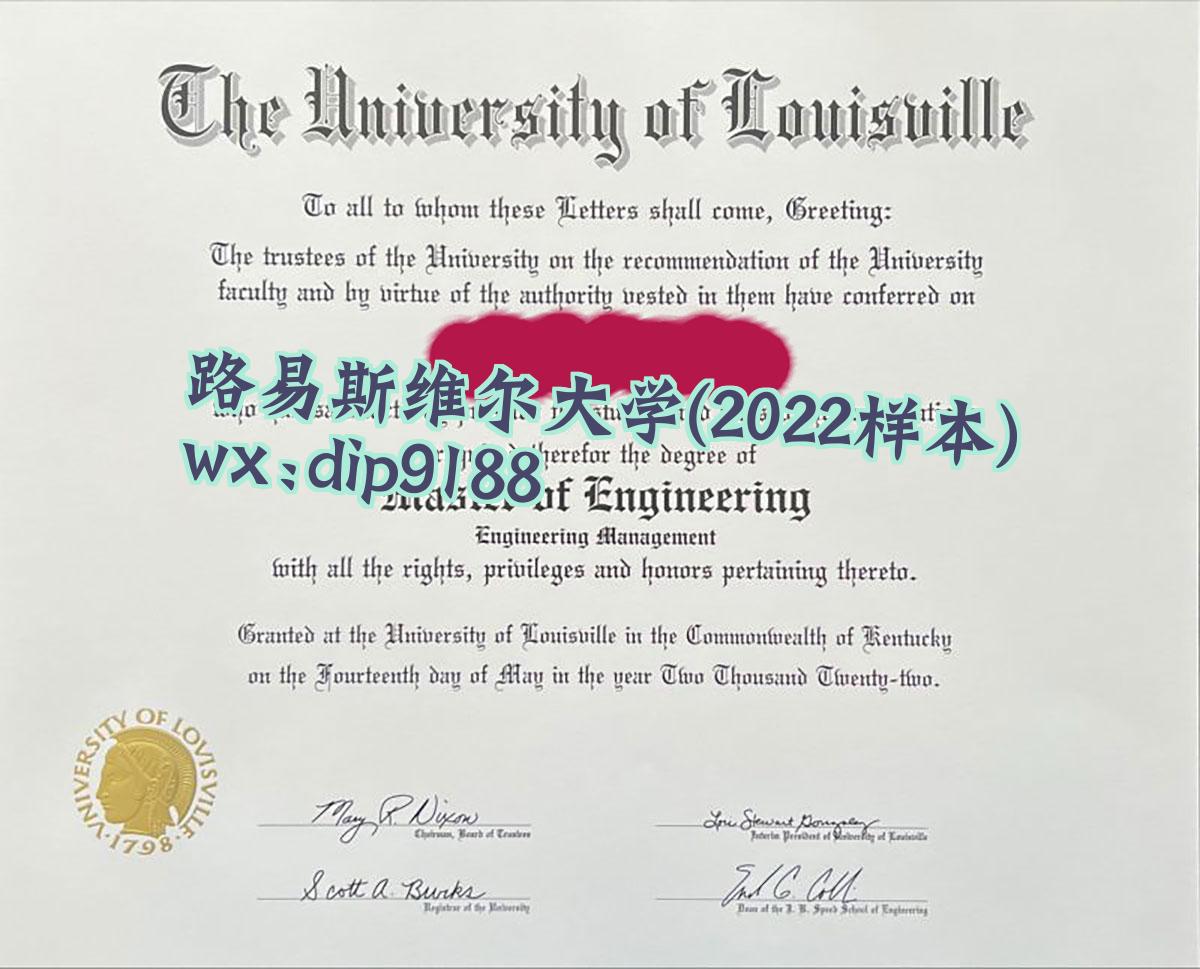 The University of Louisville
To all to whom these Letters shall come, Greeting:
The trustees of the University on the recommendation of the University
faculty and by virtue of the authority vested in them have conferred on
路易斯维尔大学(2022样本)
wx:dip9188
therefor the degree of
Master of Engineering
Engineering Management
with all the rights, privileges and honors pertaining thereto.
Granted at the University of Louisville in the Commonwealth of Kentucky
on the Fourteenth day of May in the year Two Thousand Twenty-two.
UNIVERSITY OF LOUISVILLE
1798
Mary R. Nixon
Chairman, Board of Trustees
Lori Stewart Gonzalez
Interim President of University of Louisville
Scott A. Burks
Registrar of the University
Dean of the J. B. Speed School of Engineering